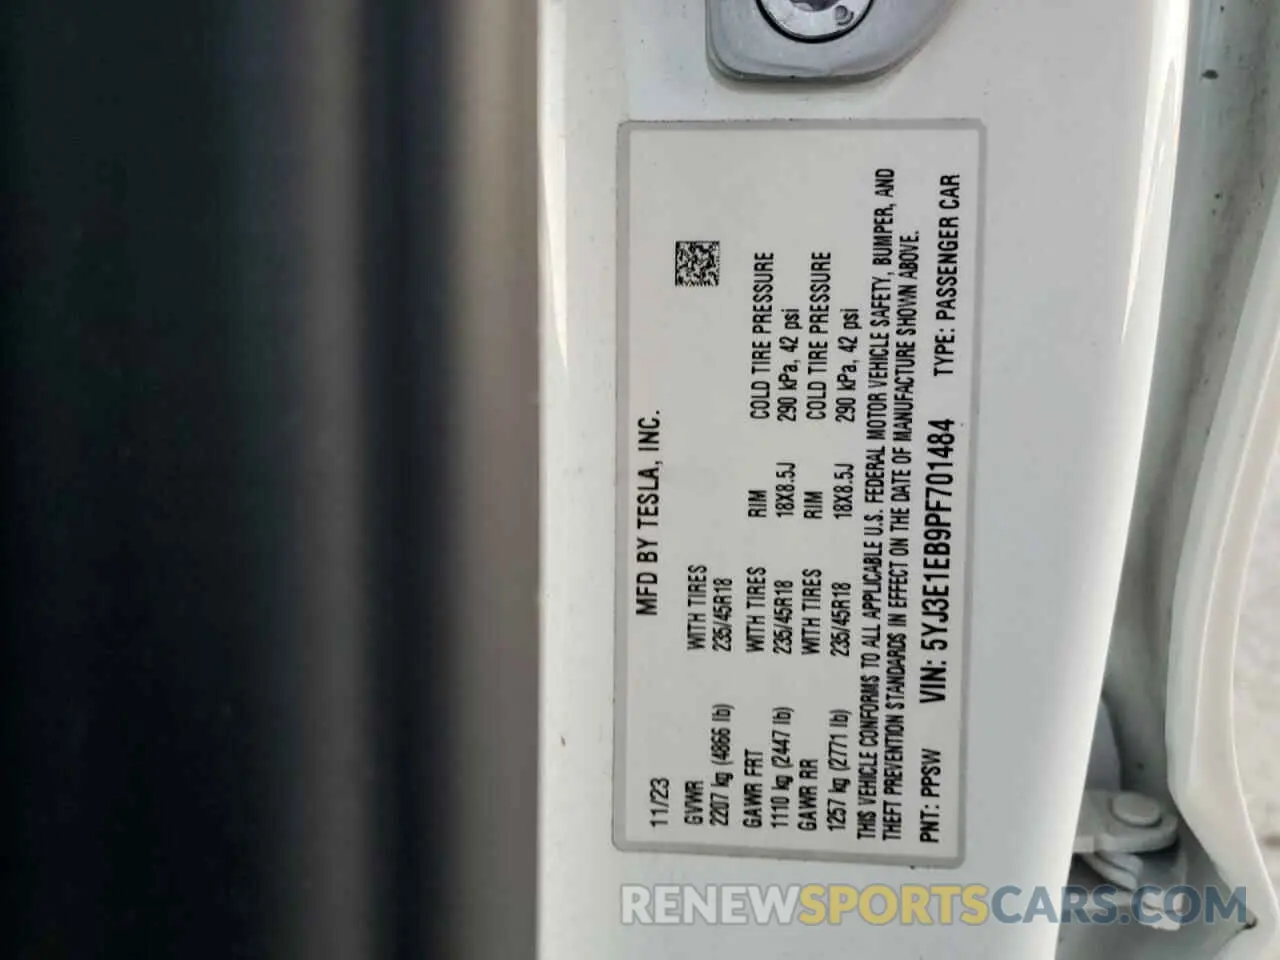 MFD BY TESLA, INC.
11/23
GVWR WITH TIRES
2207 kg (4866 lb) 235/45R18
GAWR FRT WITH TIRES RIM COLD TIRE PRESSURE
1110 kg (2447 lb) 235/45R18 18X8.5J 290 kPa, 42 psi
GAWR RR WITH TIRES RIM COLD TIRE PRESSURE
1257 kg (2771 lb) 235/45R18 18X8.5J 290 kPa, 42 psi
THIS VEHICLE CONFORMS TO ALL APPLICABLE U.S. FEDERAL MOTOR VEHICLE SAFETY, BUMPER, AND
THEFT PREVENTION STANDARDS IN EFFECT ON THE DATE OF MANUFACTURE SHOWN ABOVE.
PNT: PPSW VIN: 5YJ3E1EB9PF701484 TYPE: PASSENGER CAR
RENEWSPORTSCARS.COM